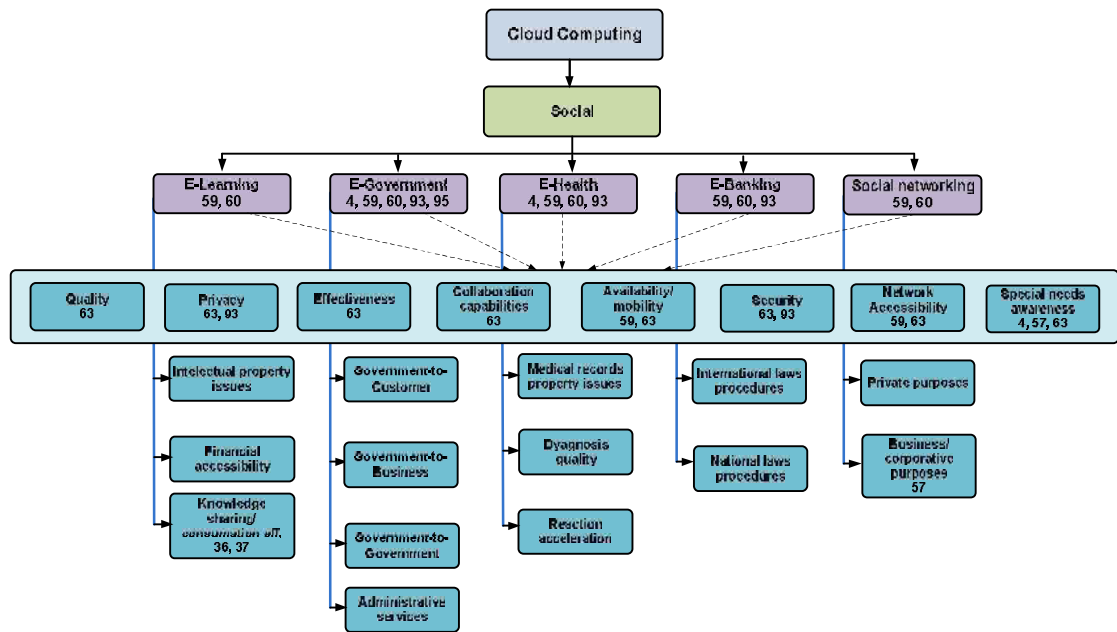 Cloud Computing
Social
E-Learning
59, 60
E-Government
4, 59, 60, 93, 95
E-Health
4, 59, 60, 93
E-Banking
59, 60, 93
Social networking
59, 60
Quality
63
Privacy
63, 93
Effectiveness
63
Collaboration
capabilities
63
Availability/
mobility
59, 63
Security
63, 93
Network
Accessibility
59, 63
Special needs
awareness
4, 57, 63
Intelectual property
issues
Financial
accessibility
Knowledge
sharing/
consumation eff.
36, 37
Government-to-
Customer
Government-to-
Business
Government-to-
Government
Administrative
services
Medical records
property issues
Dyagnosis
quality
Reaction
acceleration
International laws
procedures
National laws
procedures
Private purposes
Business/
corporative
purposes
57